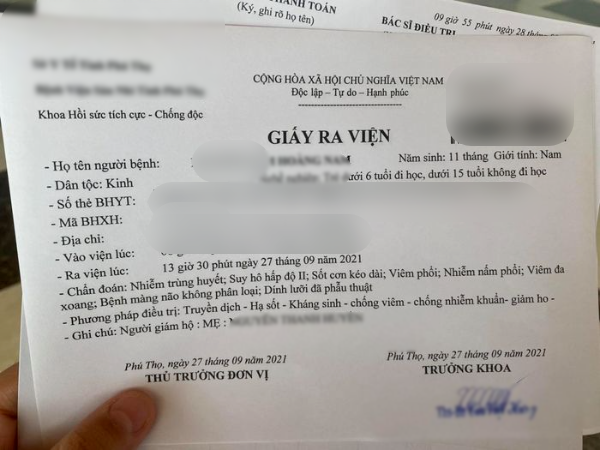 THANH TOÁN
(Ký, ghi rõ họ tên)
09 giờ 55 phút, ngày 28
BÁC SĨ ĐIỀU TRỊ
CỘNG HÒA XÃ HỘI CHỦ NGHĨA VIỆT NAM
Độc lập – Tự do – Hạnh phúc
Khoa Hồi sức tích cực - Chống độc
GIẤY RA VIỆN
- Họ tên người bệnh: HOÀNG NAM Năm sinh: 11 tháng Giới tính: Nam
- Dân tộc: Kinh dưới 6 tuổi đi học, dưới 15 tuổi không đi học
- Số thẻ BHYT:
- Mã BHXH:
- Địa chỉ:
- Vào viện lúc:
- Ra viện lúc: 13 giờ 30 phút ngày 27 tháng 09 năm 2021
- Chẩn đoán: Nhiễm trùng huyết; Suy hô hấp độ II; Sốt cơn kéo dài; Viêm phổi; Nhiễm nấm phổi; Viêm đa
xoang; Bệnh màng não không phân loại; Dính lưỡi đã phẫu thuật
- Phương pháp điều trị: Truyền dịch - Hạ sốt - Kháng sinh - chống viêm - chống nhiễm khuẩn- giảm ho -
- Ghi chú: Người giám hộ : MẸ :
Phú Thọ, ngày 27 tháng 09 năm 2021
THỦ TRƯỞNG ĐƠN VỊ
Phú Thọ, ngày 27 tháng 09 năm 2021
TRƯỞNG KHOA